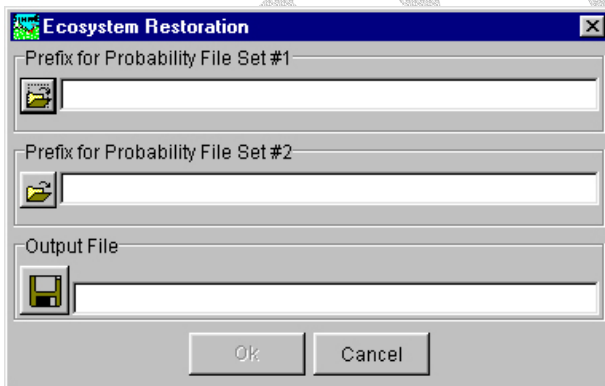 Ecosystem Restoration
Prefix for Probability File Set #1
Prefix for Probability File Set #2
Output File
Ok
Cancel